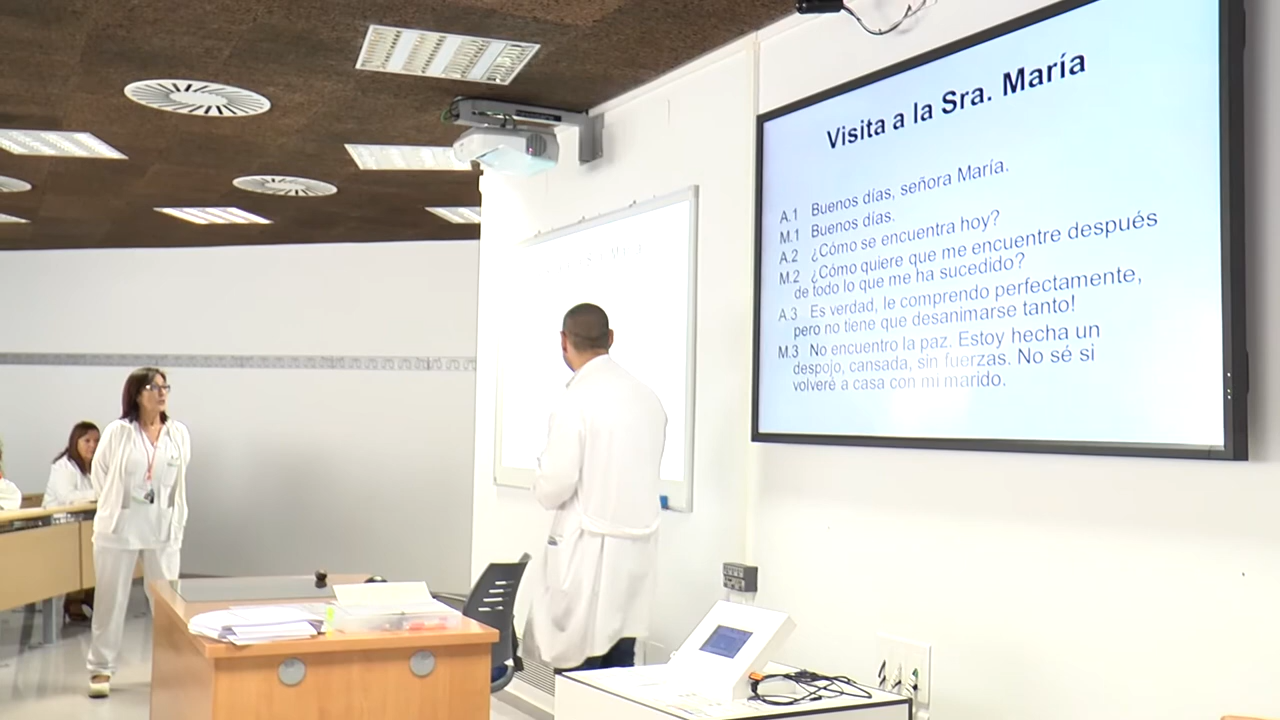 Visita a la Sra. María
A.1 Buenos días, señora María.
M.1 Buenos días.
A.2 ¿Cómo se encuentra hoy?
M.2 ¿Cómo quiere que me encuentre después
de todo lo que me ha sucedido?
A.3 Es verdad, le comprendo perfectamente,
pero no tiene que desanimarse tanto!
M.3 No encuentro la paz. Estoy hecha un
despojo, cansada, sin fuerzas. No sé si
volveré a casa con mi marido.